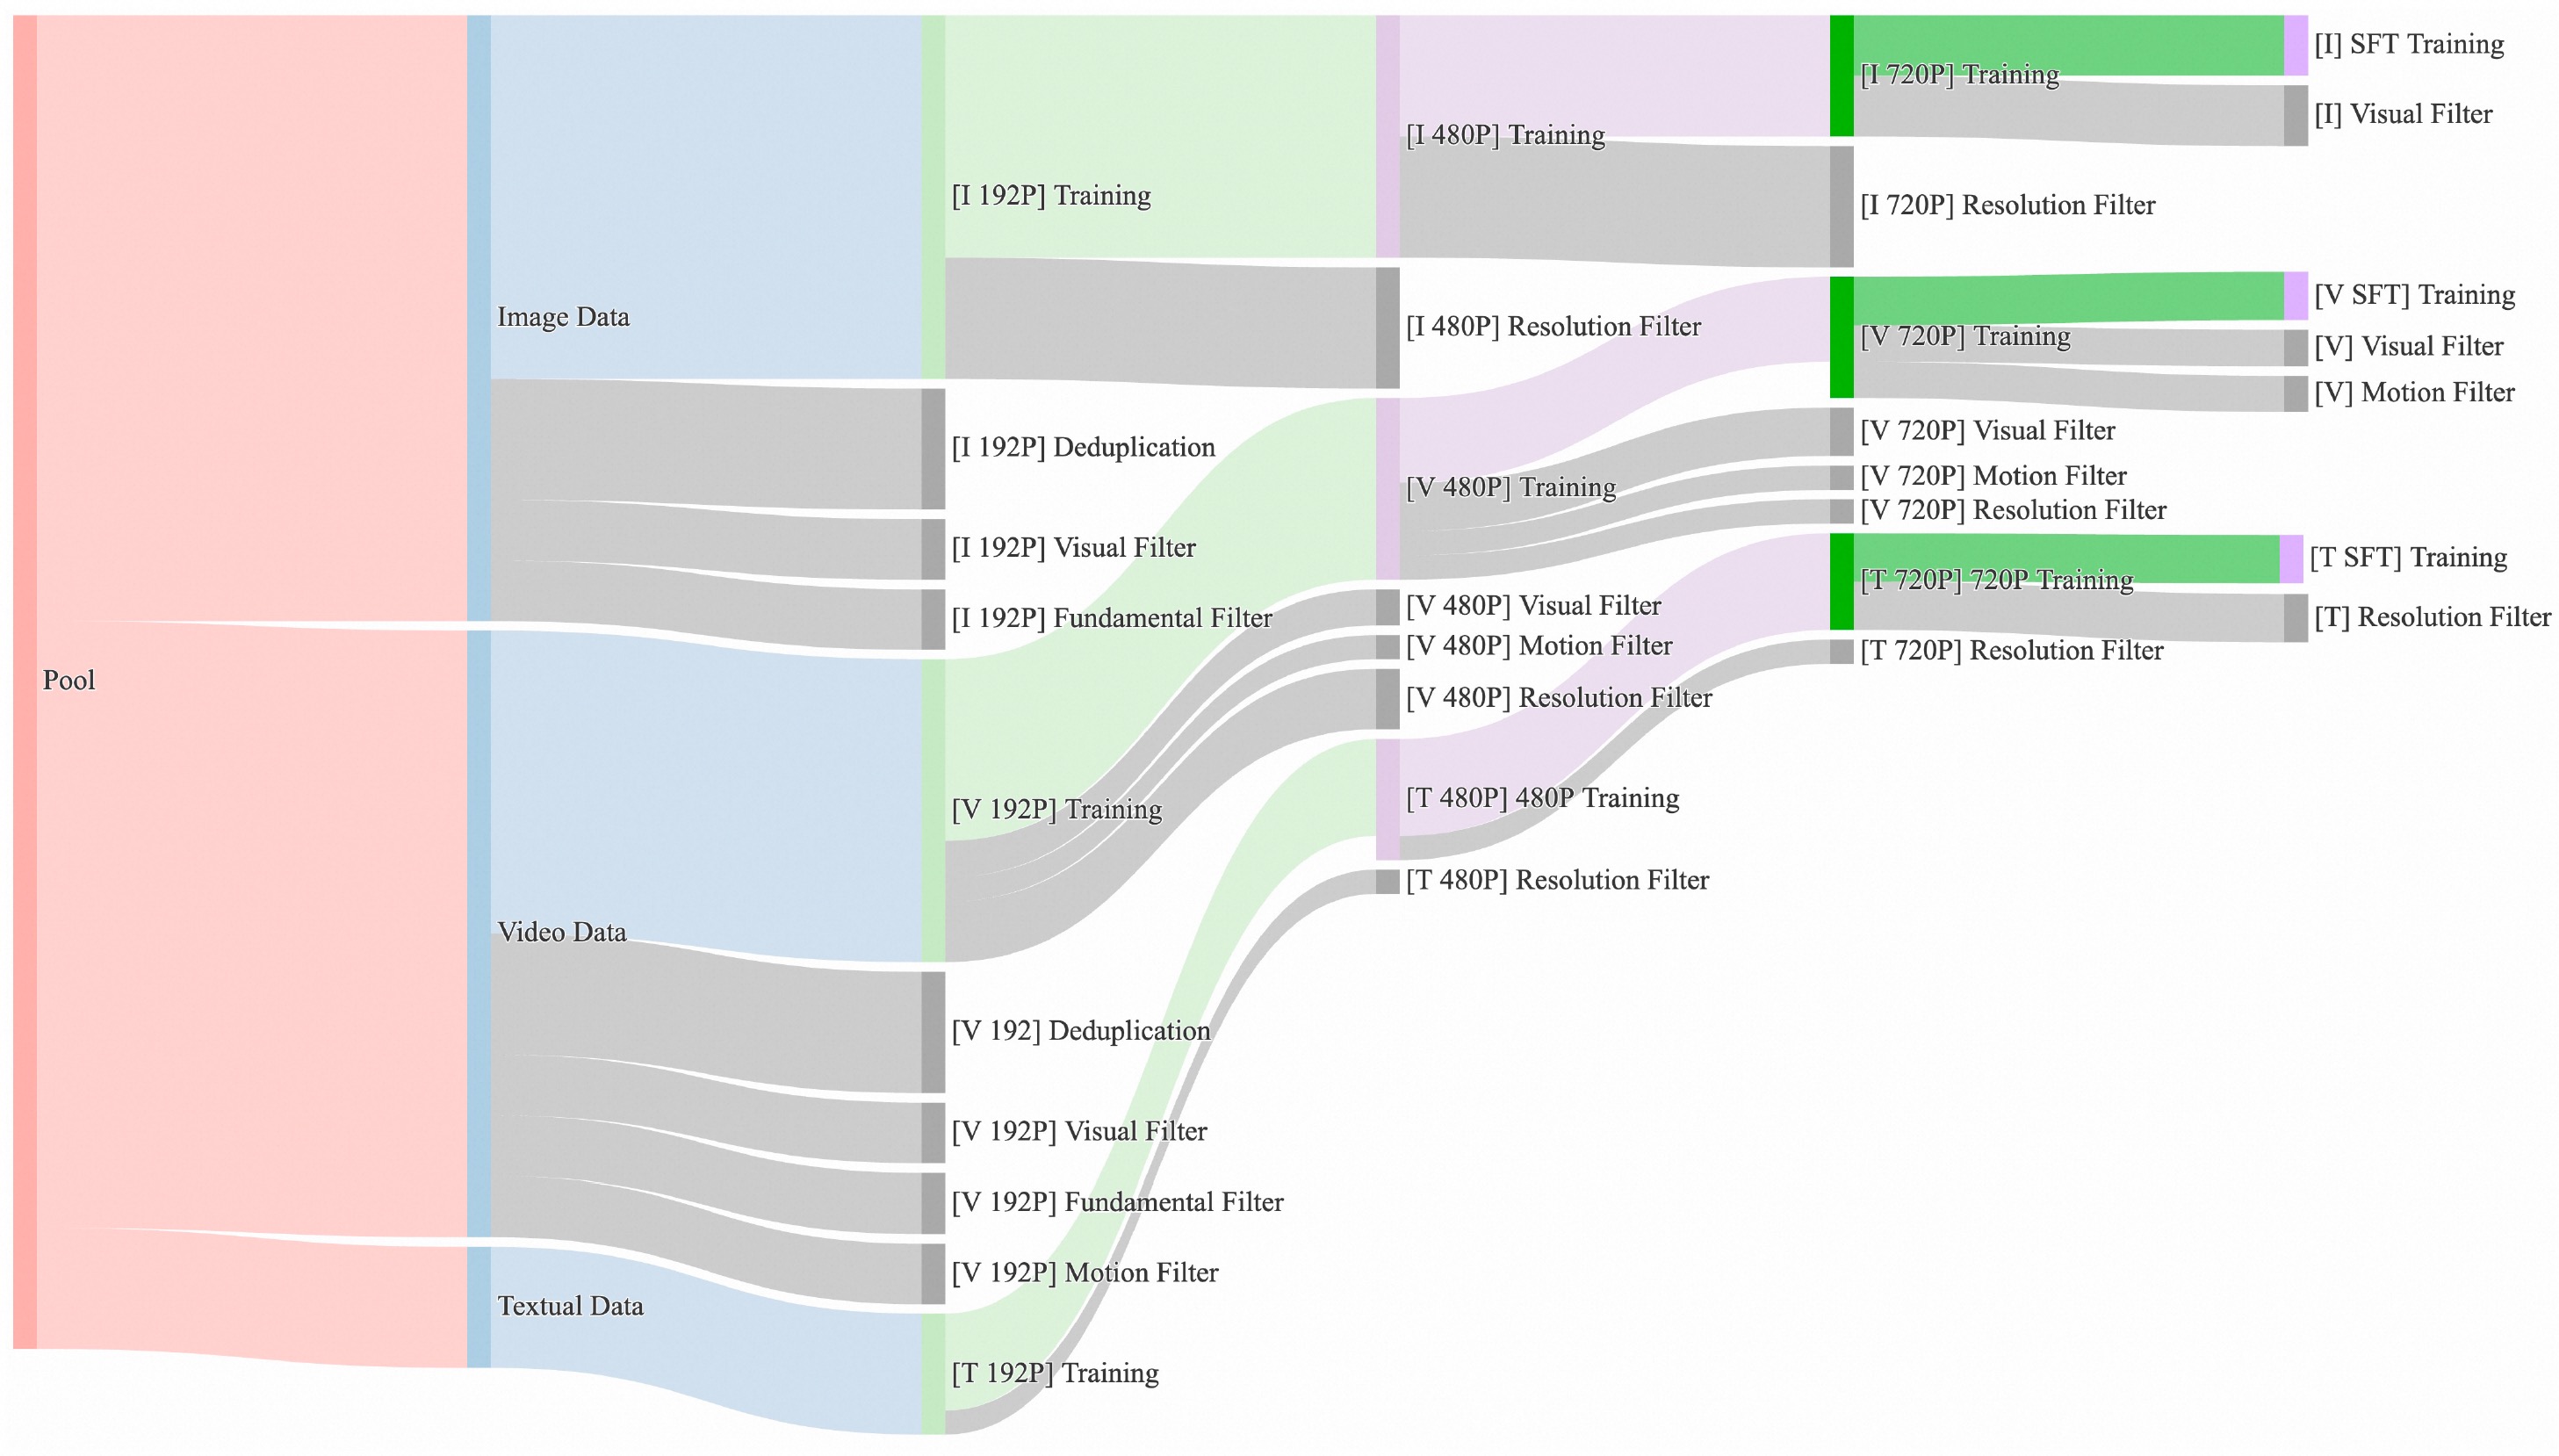 Pool
Image Data
Video Data
Textual Data
[I 192P] Training
[I 192P] Deduplication
[I 192P] Visual Filter
[I 192P] Fundamental Filter
[V 192P] Training
[V 192] Deduplication
[V 192P] Visual Filter
[V 192P] Fundamental Filter
[V 192P] Motion Filter
[T 192P] Training
[I 480P] Training
[I 480P] Resolution Filter
[V 480P] Training
[V 480P] Visual Filter
[V 480P] Motion Filter
[V 480P] Resolution Filter
[T 480P] 480P Training
[T 480P] Resolution Filter
[I 720P] Training
[I 720P] Resolution Filter
[V 720P] Training
[V 720P] Visual Filter
[V 720P] Motion Filter
[V 720P] Resolution Filter
[T 720P] 720P Training
[T 720P] Resolution Filter
[I] SFT Training
[I] Visual Filter
[V SFT] Training
[V] Visual Filter
[V] Motion Filter
[T SFT] Training
[T] Resolution Filter